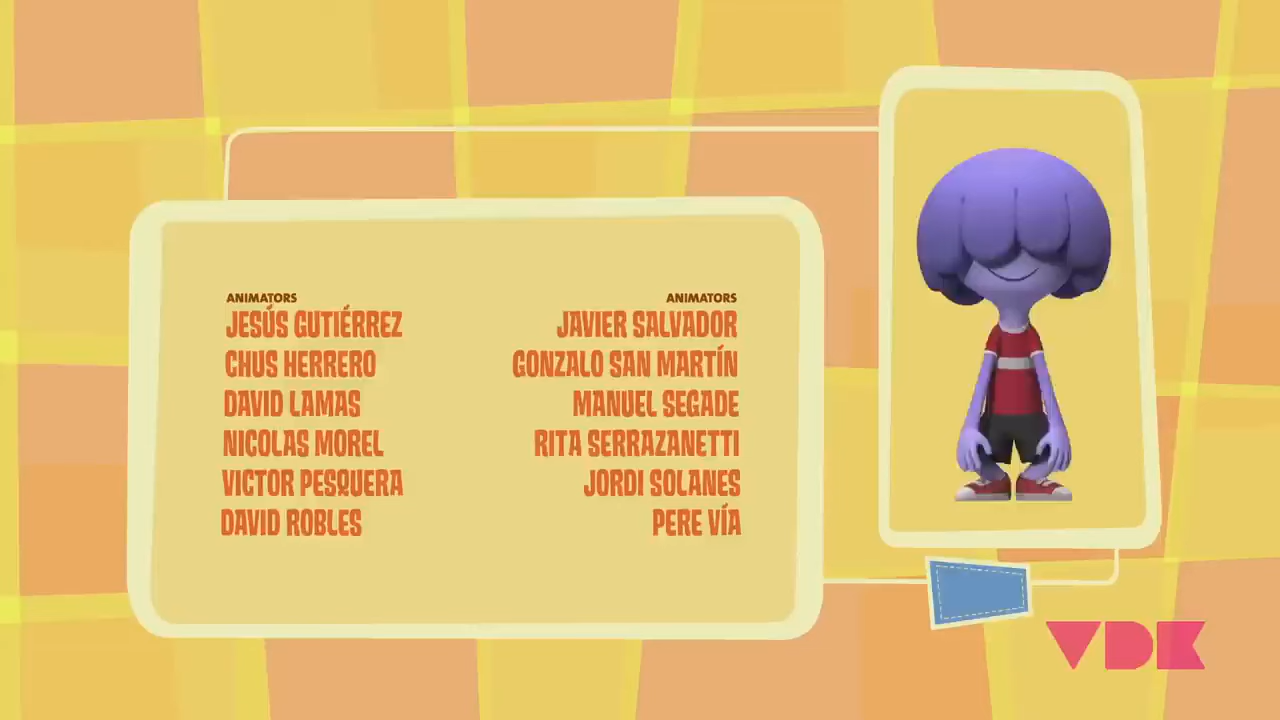 ANIMATORS
JESÚS GUTIÉRREZ
CHUS HERRERO
DAVID LAMAS
NICOLAS MOREL
VICTOR PESQUERA
DAVID ROBLES
ANIMATORS
JAVIER SALVADOR
GONZALO SAN MARTÍN
MANUEL SEGADE
RITA SERRAZANETTI
JORDI SOLANES
PERE VÍA
VDK